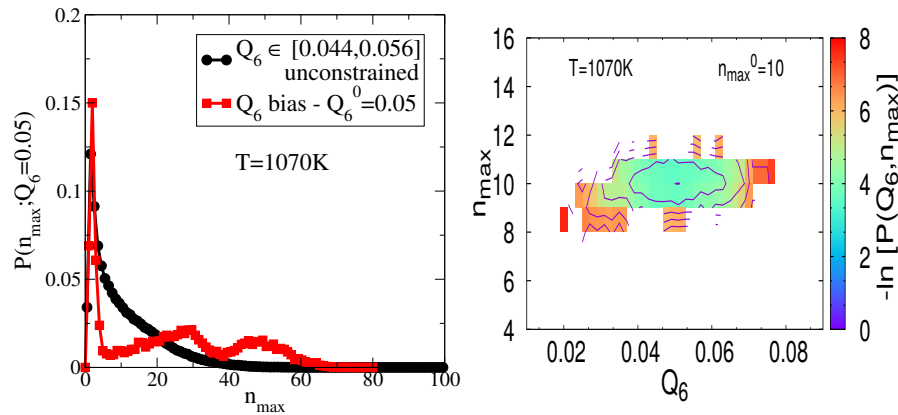 0.2
0.15
0.1
0.05
0
0 20 40 60 80 100
P(n_max;Q_6=0.05)
n_max
Q_6 ∈ [0.044,0.056]
unconstrained
Q_6 bias - Q_6^0=0.05
T=1070K
16
14
12
10
8
6
4
0.02 0.04 0.06 0.08
n_max
Q_6
T=1070K n_max^0=10
8
6
4
2
0
-ln [P(Q_6,n_max)]